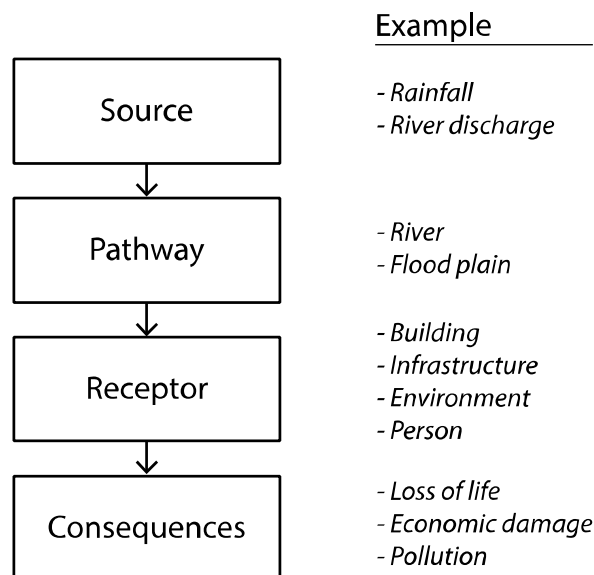 Example
Source
- Rainfall
- River discharge
Pathway
- River
- Flood plain
Receptor
- Building
- Infrastructure
- Environment
- Person
Consequences
- Loss of life
- Economic damage
- Pollution